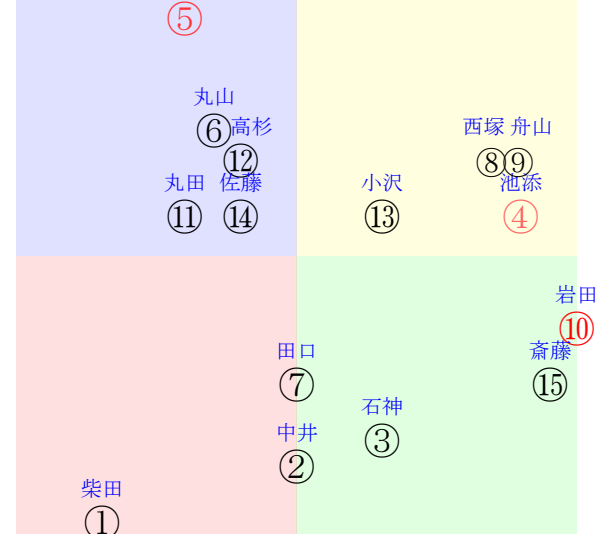 ⑤
丸山
⑥
高杉
⑫
西塚 舟山
⑧⑨
丸田 佐藤
⑪ ⑭
小沢
⑬
池添
④
岩田
⑩
田口
⑦
斎藤
⑮
石神
③
中井
②
柴田
①